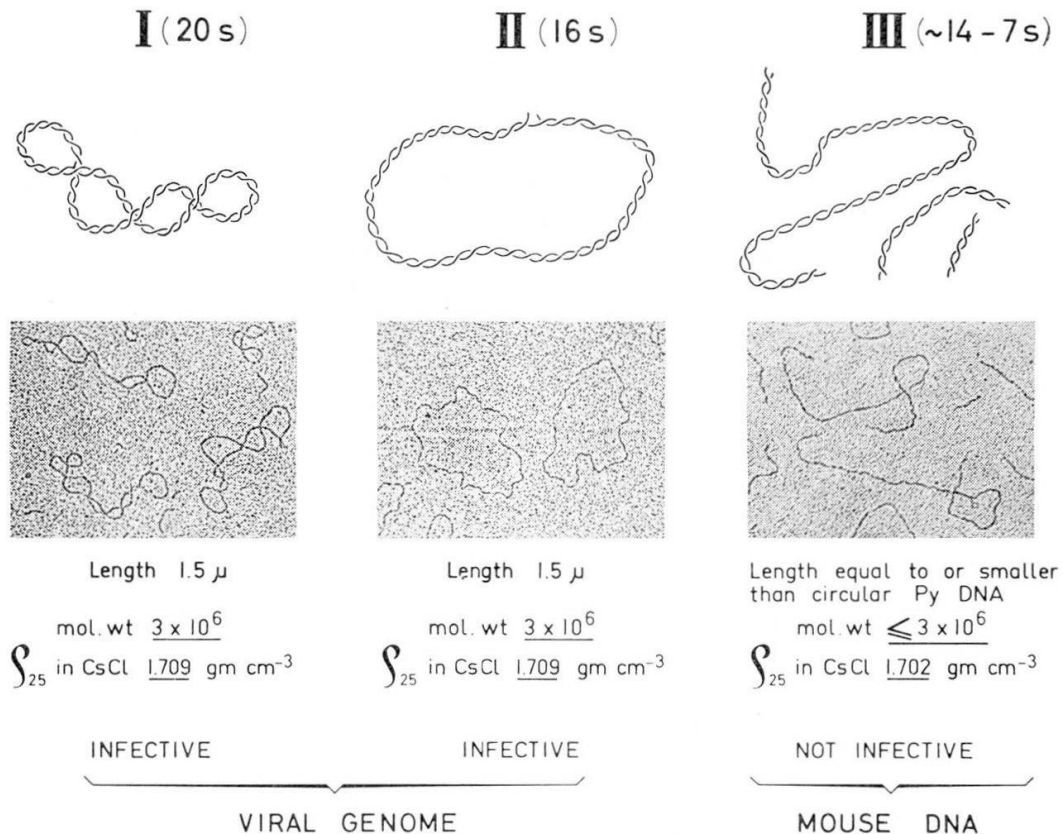 I (20 s)
II (16 s)
III (~14 - 7 s)
Length 1.5 μ
Length 1.5 μ
Length equal to or smaller
than circular Py DNA
mol. wt 3 x 10⁶
mol. wt 3 x 10⁶
mol. wt ⩽ 3 x 10⁶
ρ₂₅ in CsCl 1.709 gm cm⁻³
ρ₂₅ in CsCl 1.709 gm cm⁻³
ρ₂₅ in CsCl 1.702 gm cm⁻³
INFECTIVE
INFECTIVE
NOT INFECTIVE
VIRAL GENOME
MOUSE DNA